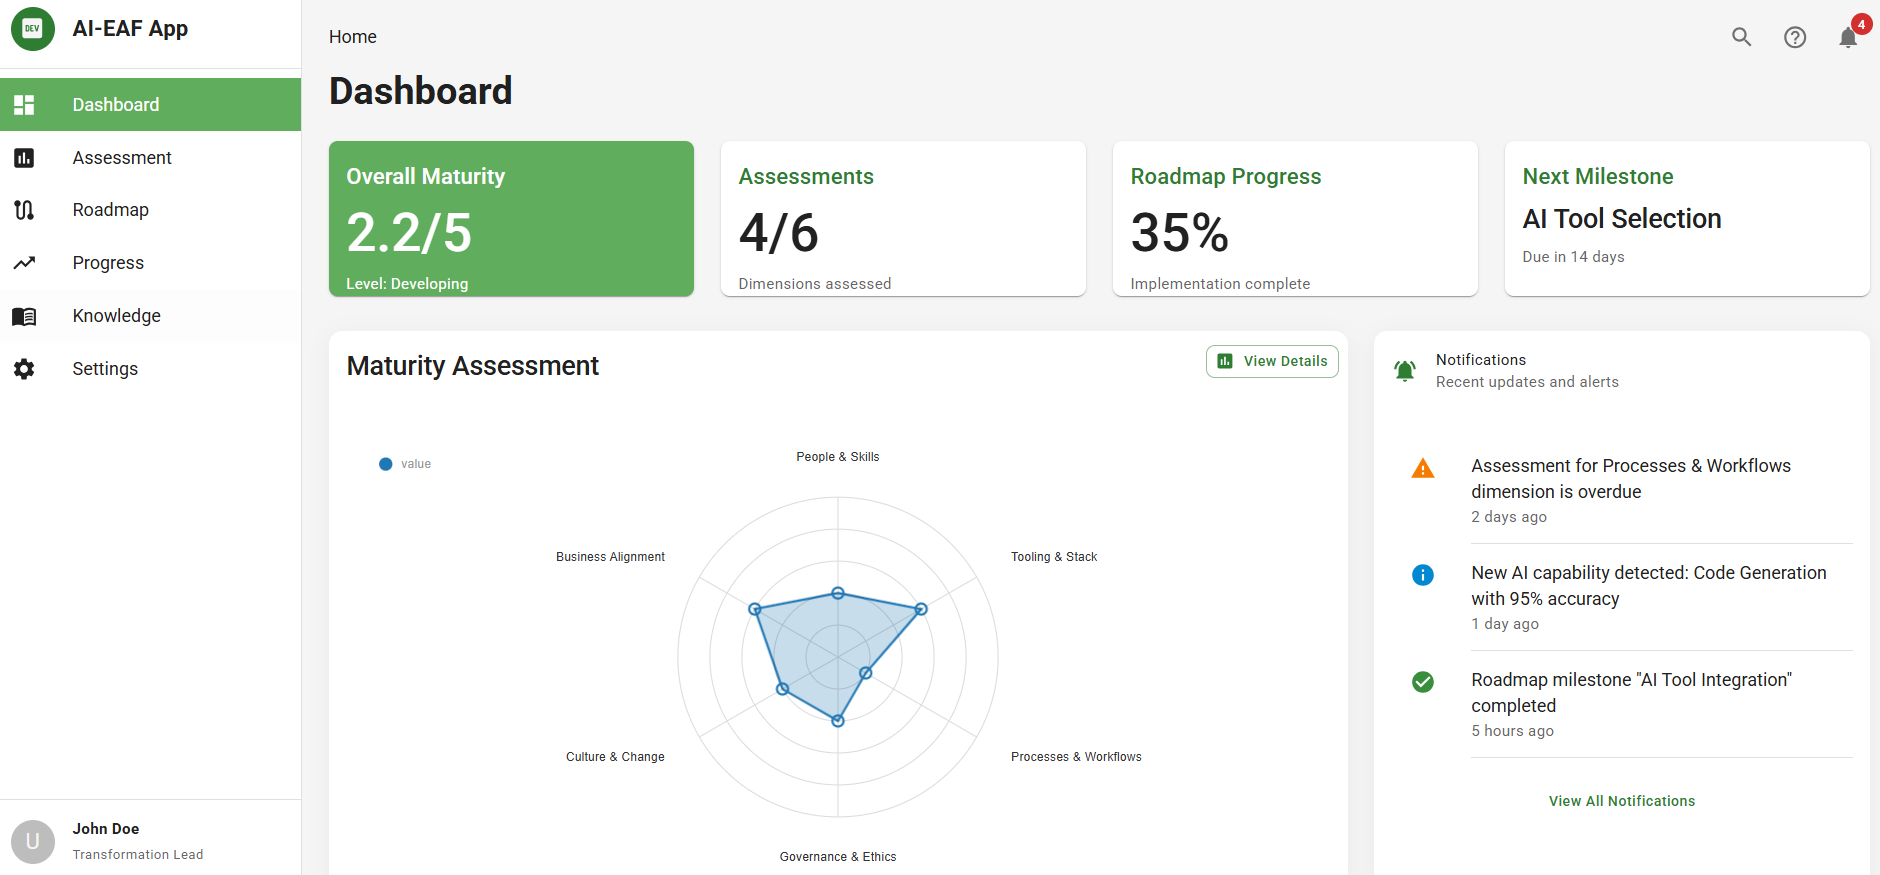 DEV
AI-EAF App
Dashboard
Assessment
Roadmap
Progress
Knowledge
Settings
John Doe
U
Transformation Lead
Home
4
Dashboard
Overall Maturity
2.2/5
Level: Developing
Assessments
4/6
Dimensions assessed
Roadmap Progress
35%
Implementation complete
Next Milestone
AI Tool Selection
Due in 14 days
Maturity Assessment
View Details
value
People & Skills
Business Alignment
Tooling & Stack
Culture & Change
Processes & Workflows
Governance & Ethics
Notifications
Recent updates and alerts
Assessment for Processes & Workflows
dimension is overdue
2 days ago
New AI capability detected: Code Generation
with 95% accuracy
1 day ago
Roadmap milestone "AI Tool Integration"
completed
5 hours ago
View All Notifications